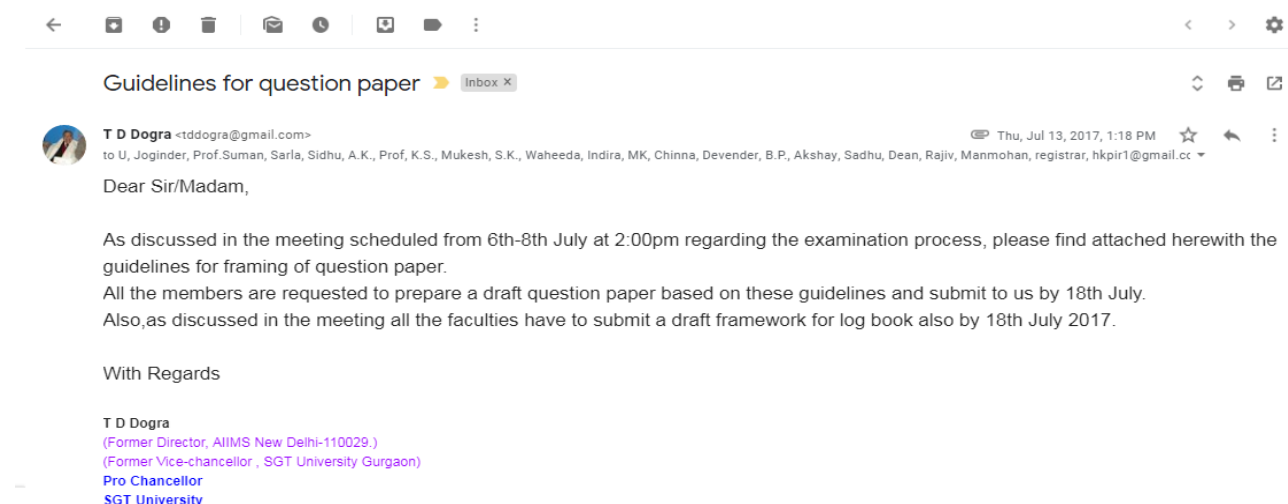 Guidelines for question paper Inbox ×
T D Dogra <tddogra@gmail.com> Thu, Jul 13, 2017, 1:18 PM
to U, Joginder, Prof.Suman, Sarla, Sidhu, A.K., Prof, K.S., Mukesh, S.K., Waheeda, Indira, MK, Chinna, Devender, B.P., Akshay, Sadhu, Dean, Rajiv, Manmohan, registrar, hkpir1@gmail.cc
Dear Sir/Madam,
As discussed in the meeting scheduled from 6th-8th July at 2:00pm regarding the examination process, please find attached herewith the
guidelines for framing of question paper.
All the members are requested to prepare a draft question paper based on these guidelines and submit to us by 18th July.
Also,as discussed in the meeting all the faculties have to submit a draft framework for log book also by 18th July 2017.
With Regards
T D Dogra
(Former Director, AIIMS New Delhi-110029.)
(Former Vice-chancellor , SGT University Gurgaon)
Pro Chancellor
SGT University